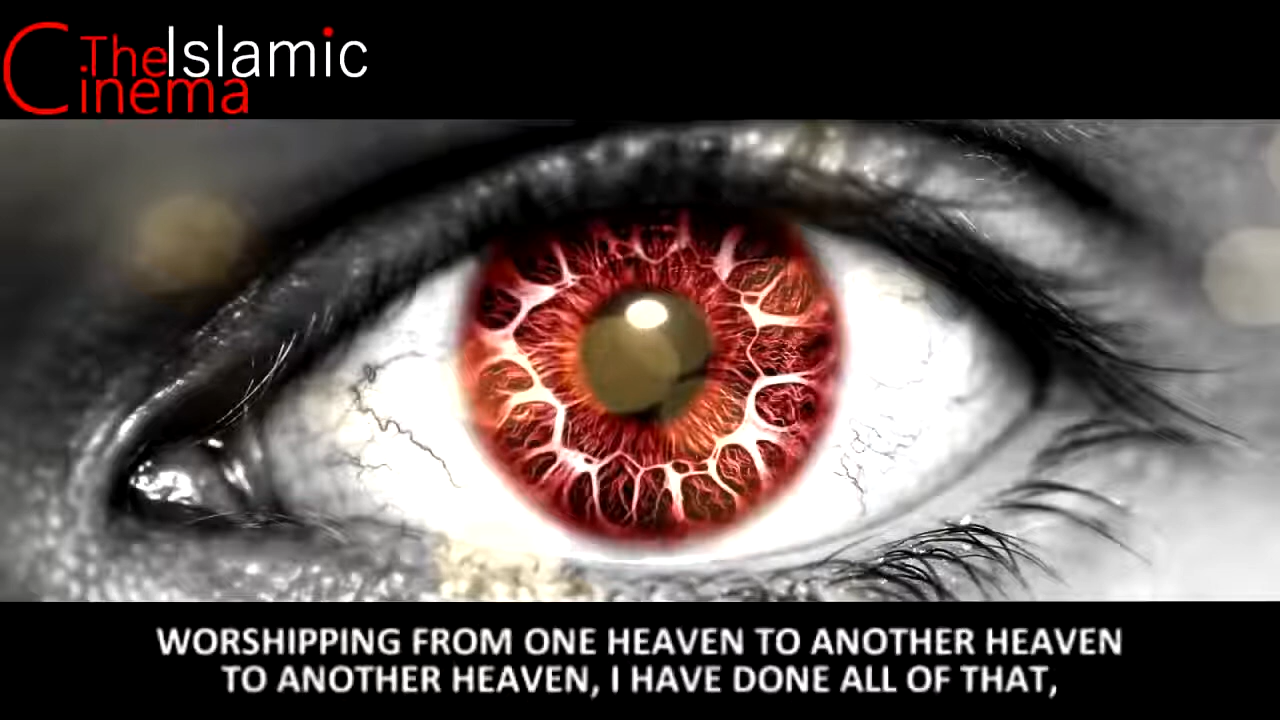 The Islamic
Cinema
WORSHIPPING FROM ONE HEAVEN TO ANOTHER HEAVEN
TO ANOTHER HEAVEN, I HAVE DONE ALL OF THAT,